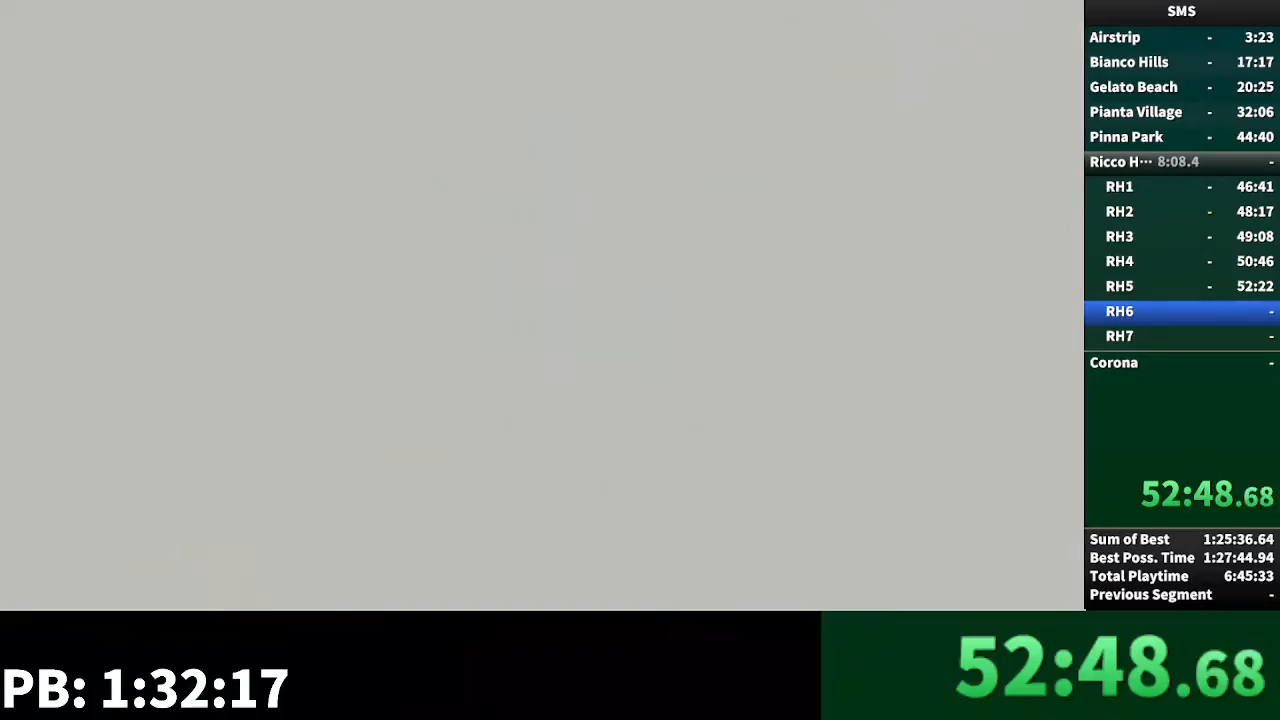 SMS
Airstrip - 3:23
Bianco Hills - 17:17
Gelato Beach - 20:25
Pianta Village - 32:06
Pinna Park - 44:40
Ricco H··· 8:08.4 -
RH1 - 46:41
RH2 - 48:17
RH3 - 49:08
RH4 - 50:46
RH5 - 52:22
RH6 -
RH7 -
Corona -
52:48.68
Sum of Best 1:25:36.64
Best Poss. Time 1:27:44.94
Total Playtime 6:45:33
Previous Segment -
PB: 1:32:17
52:48.68